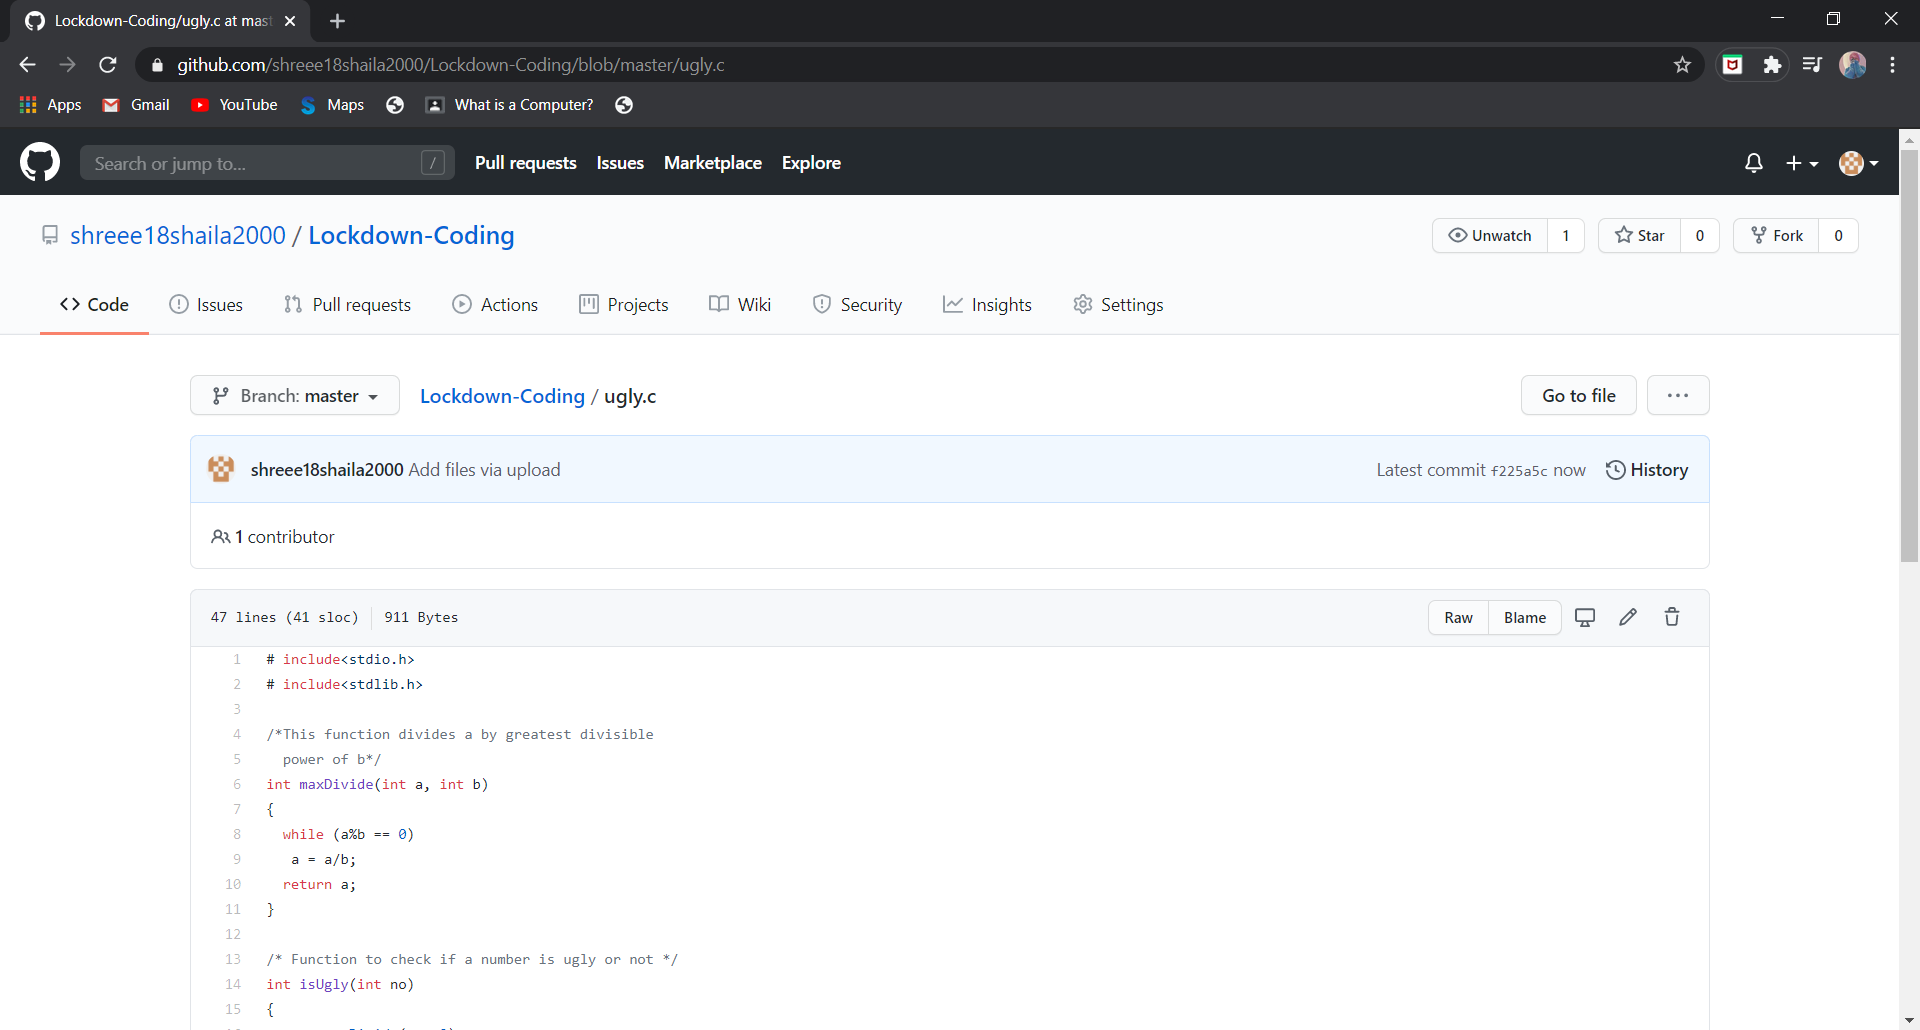 Lockdown-Coding/ugly.c at mast
github.com/shreee18shaila2000/Lockdown-Coding/blob/master/ugly.c
Apps Gmail YouTube Maps What is a Computer?
Search or jump to... / Pull requests Issues Marketplace Explore
shreee18shaila2000 / Lockdown-Coding Unwatch 1 Star 0 Fork 0
Code Issues Pull requests Actions Projects Wiki Security Insights Settings
Branch: master Lockdown-Coding / ugly.c Go to file ...
shreee18shaila2000 Add files via upload Latest commit f225a5c now History
1 contributor
47 lines (41 sloc) 911 Bytes Raw Blame
1 # include<stdio.h>
2 # include<stdlib.h>
3
4 /*This function divides a by greatest divisible
5 power of b*/
6 int maxDivide(int a, int b)
7 {
8 while (a%b == 0)
9 a = a/b;
10 return a;
11 }
12
13 /* Function to check if a number is ugly or not */
14 int isUgly(int no)
15 {